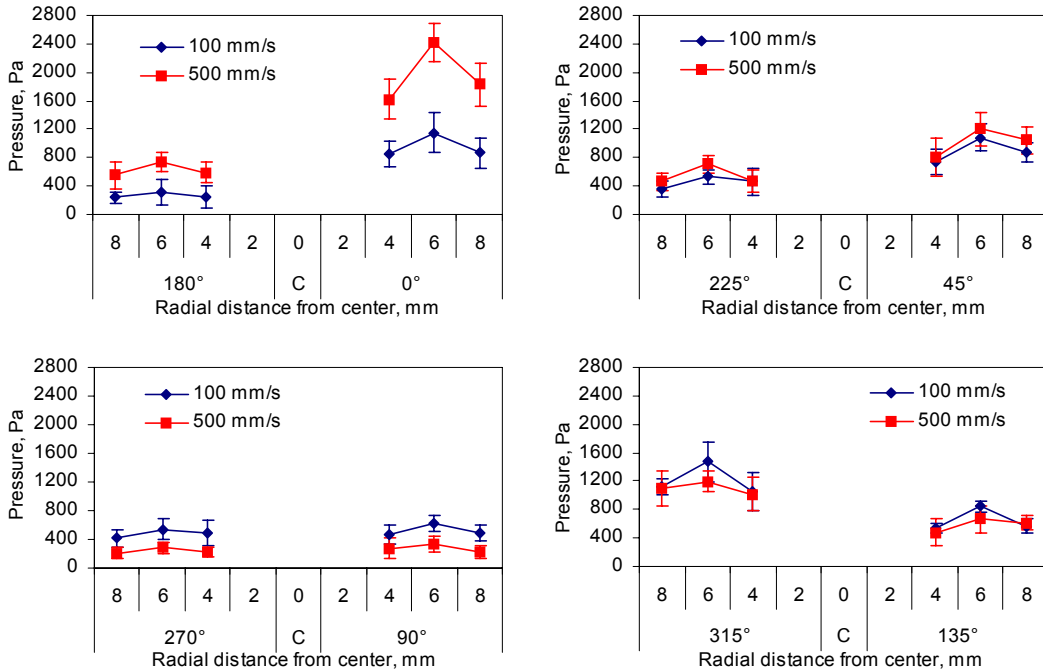 2800
2400
2000
1600
1200
800
400
0
Pressure, Pa
100 mm/s
500 mm/s
8 6 4 2 0 2 4 6 8
180° C 0°
Radial distance from center, mm
2800
2400
2000
1600
1200
800
400
0
Pressure, Pa
100 mm/s
500 mm/s
8 6 4 2 0 2 4 6 8
225° C 45°
Radial distance from center, mm
2800
2400
2000
1600
1200
800
400
0
Pressure, Pa
100 mm/s
500 mm/s
8 6 4 2 0 2 4 6 8
270° C 90°
Radial distance from center, mm
2800
2400
2000
1600
1200
800
400
0
Pressure, Pa
100 mm/s
500 mm/s
8 6 4 2 0 2 4 6 8
315° C 135°
Radial distance from center, mm